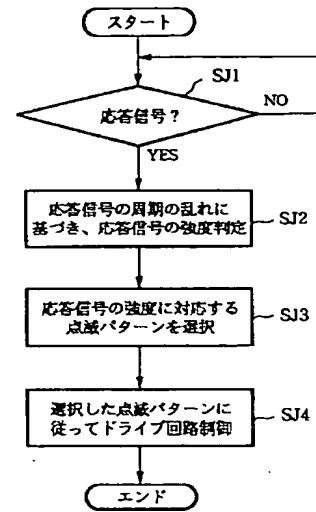 スタート
SJ1
応答信号？
NO
YES
応答信号の周期の乱れに
基づき、応答信号の強度判定
SJ2
応答信号の強度に対応する
点滅パターンを選択
SJ3
選択した点滅パターンに
従ってドライブ回路制御
SJ4
エンド